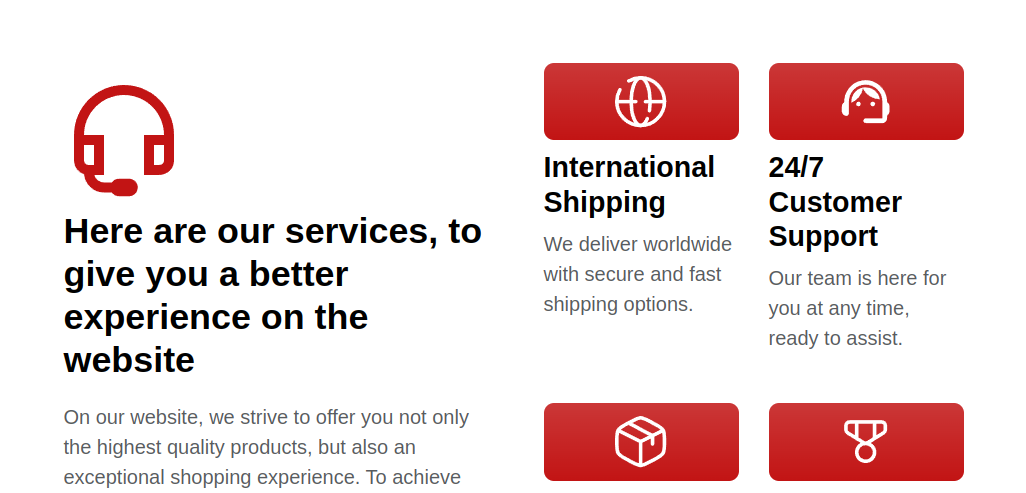 Here are our services, to
give you a better
experience on the
website
On our website, we strive to offer you not only
the highest quality products, but also an
exceptional shopping experience. To achieve
International
Shipping
We deliver worldwide
with secure and fast
shipping options.
24/7
Customer
Support
Our team is here for
you at any time,
ready to assist.